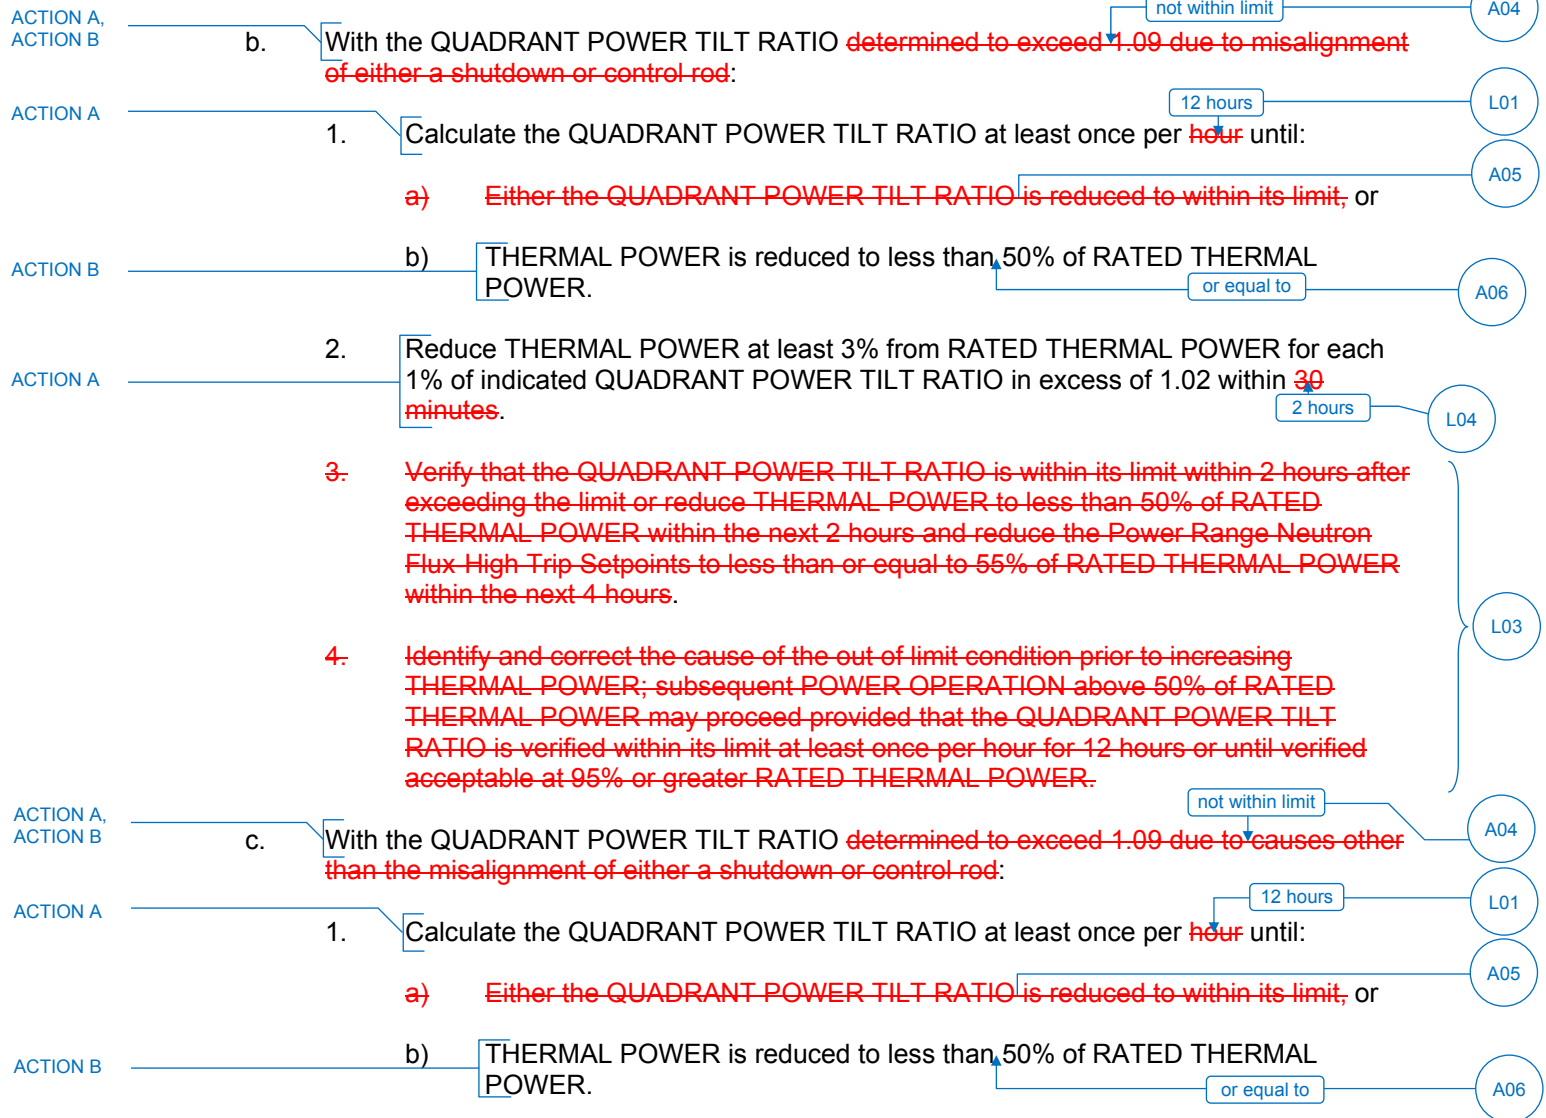 not within limit
A04
ACTION A,
ACTION B
b. With the QUADRANT POWER TILT RATIO determined to exceed 1.09 due to misalignment
of either a shutdown or control rod:
12 hours
L01
ACTION A
1. Calculate the QUADRANT POWER TILT RATIO at least once per hour until:
A05
a) Either the QUADRANT POWER TILT RATIO is reduced to within its limit, or
ACTION B
b) THERMAL POWER is reduced to less than 50% of RATED THERMAL
POWER.
or equal to
A06
2. Reduce THERMAL POWER at least 3% from RATED THERMAL POWER for each
ACTION A
1% of indicated QUADRANT POWER TILT RATIO in excess of 1.02 within 30
minutes.
2 hours
L04
3. Verify that the QUADRANT POWER TILT RATIO is within its limit within 2 hours after
exceeding the limit or reduce THERMAL POWER to less than 50% of RATED
THERMAL POWER within the next 2 hours and reduce the Power Range Neutron
Flux High Trip Setpoints to less than or equal to 55% of RATED THERMAL POWER
within the next 4 hours.
L03
4. Identify and correct the cause of the out of limit condition prior to increasing
THERMAL POWER; subsequent POWER OPERATION above 50% of RATED
THERMAL POWER may proceed provided that the QUADRANT POWER TILT
RATIO is verified within its limit at least once per hour for 12 hours or until verified
acceptable at 95% or greater RATED THERMAL POWER.
not within limit
A04
ACTION A,
ACTION B
c. With the QUADRANT POWER TILT RATIO determined to exceed 1.09 due to causes other
than the misalignment of either a shutdown or control rod:
12 hours
L01
ACTION A
1. Calculate the QUADRANT POWER TILT RATIO at least once per hour until:
A05
a) Either the QUADRANT POWER TILT RATIO is reduced to within its limit, or
ACTION B
b) THERMAL POWER is reduced to less than 50% of RATED THERMAL
POWER.
or equal to
A06